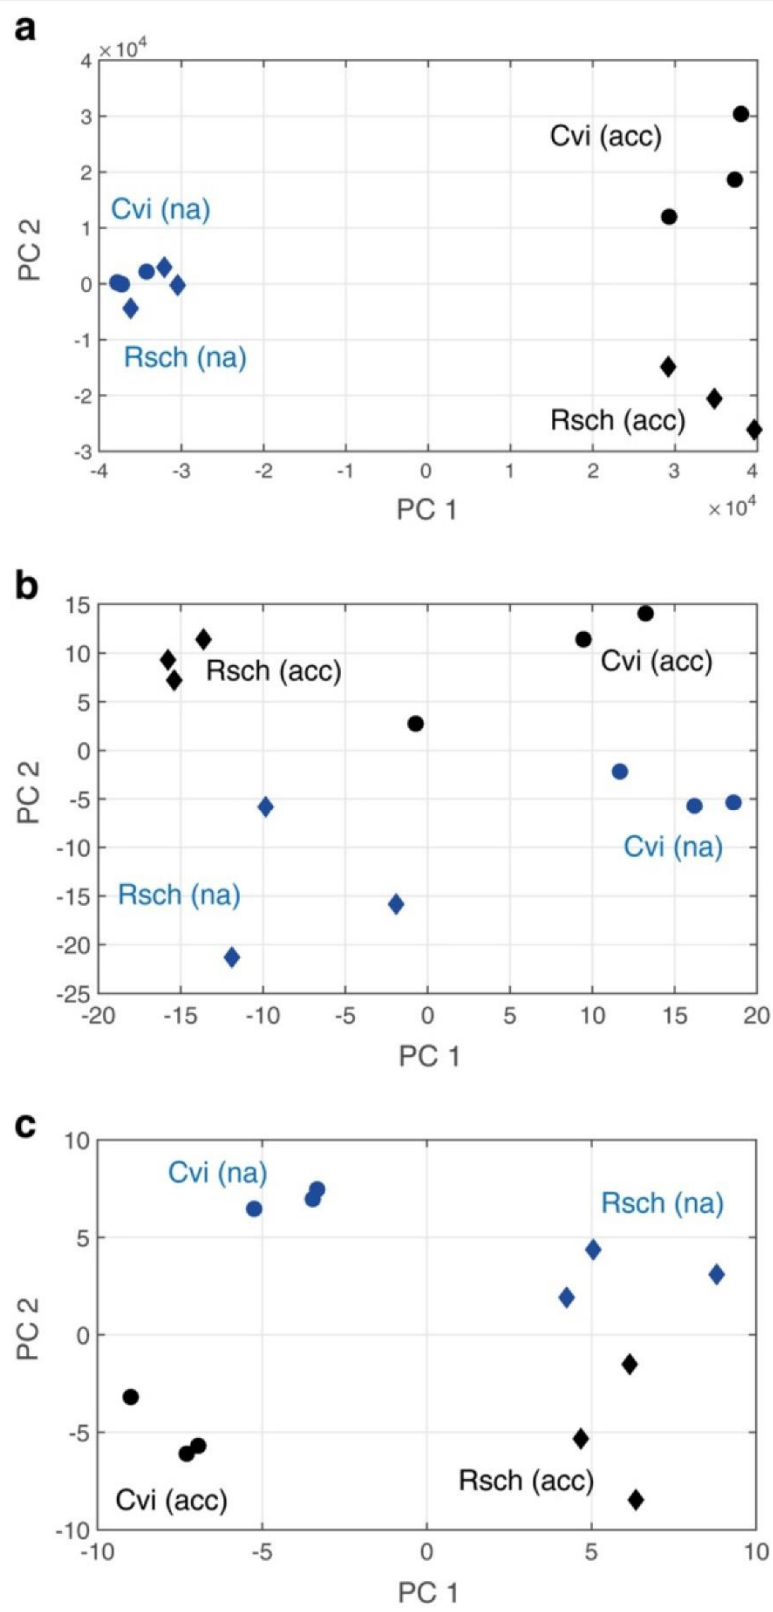 a
×10⁴
4
3
2
1
0
-1
-2
-3
PC 2
Cvi (acc)
Cvi (na)
Rsch (na)
Rsch (acc)
-4 -3 -2 -1 0 1 2 3 4
PC 1
×10⁴
b
15
10
5
0
-5
-10
-15
-20
-25
PC 2
Rsch (acc)
Cvi (acc)
Cvi (na)
Rsch (na)
-20 -15 -10 -5 0 5 10 15 20
PC 1
c
10
5
0
-5
-10
PC 2
Cvi (na)
Rsch (na)
Rsch (acc)
Cvi (acc)
-10 -5 0 5 10
PC 1